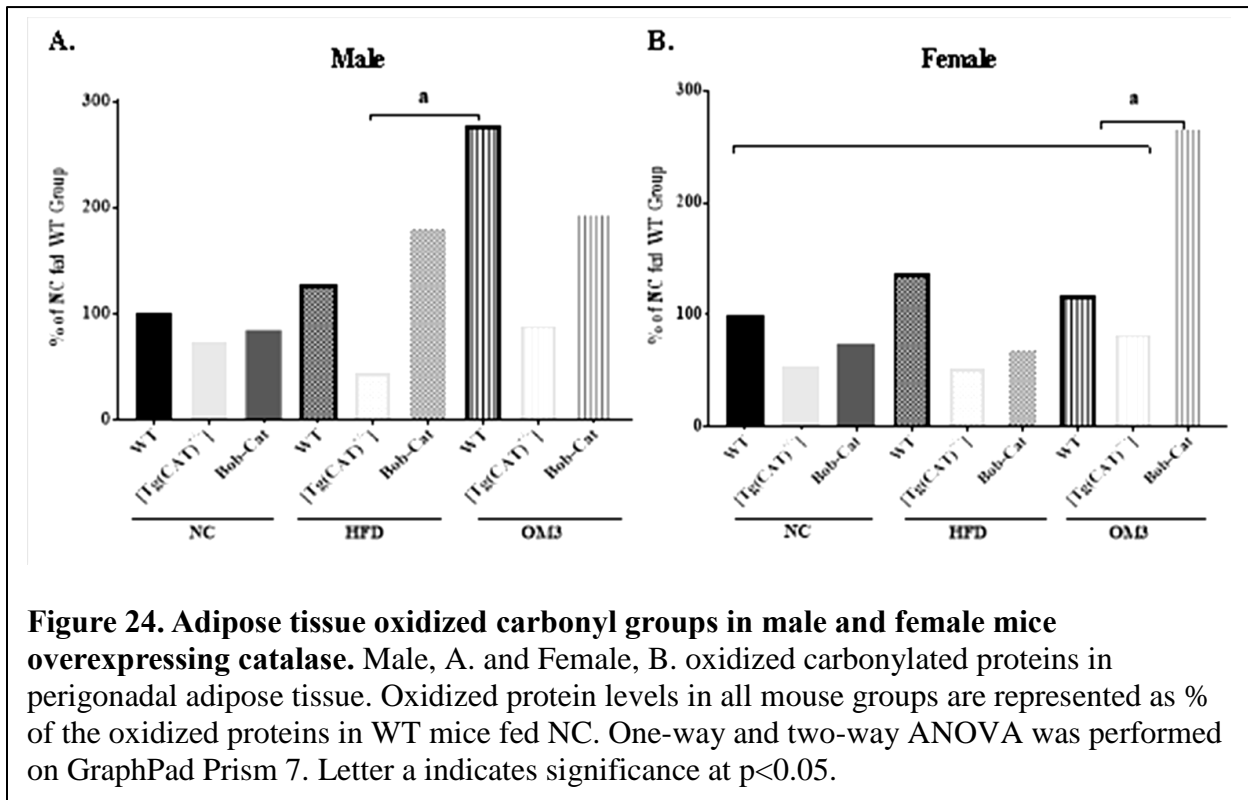 A.
Male
B.
Female
% of NC fed WT Group
300
200
100
0
a
WT
[Tg(CAT)
Bob-Cat
WT
[Tg(CAT)
Bob-Cat
WT
[Tg(CAT)
Bob-Cat
NC
HFD
OM3
% of NC fed WT Group
300
200
100
0
a
WT
[Tg(CAT)
Bob-Cat
WT
[Tg(CAT)
Bob-Cat
WT
[Tg(CAT)
Bob-Cat
NC
HFD
OM3
Figure 24. Adipose tissue oxidized carbonyl groups in male and female mice
overexpressing catalase. Male, A. and Female, B. oxidized carbonylated proteins in
perigonadal adipose tissue. Oxidized protein levels in all mouse groups are represented as %
of the oxidized proteins in WT mice fed NC. One-way and two-way ANOVA was performed
on GraphPad Prism 7. Letter a indicates significance at p<0.05.